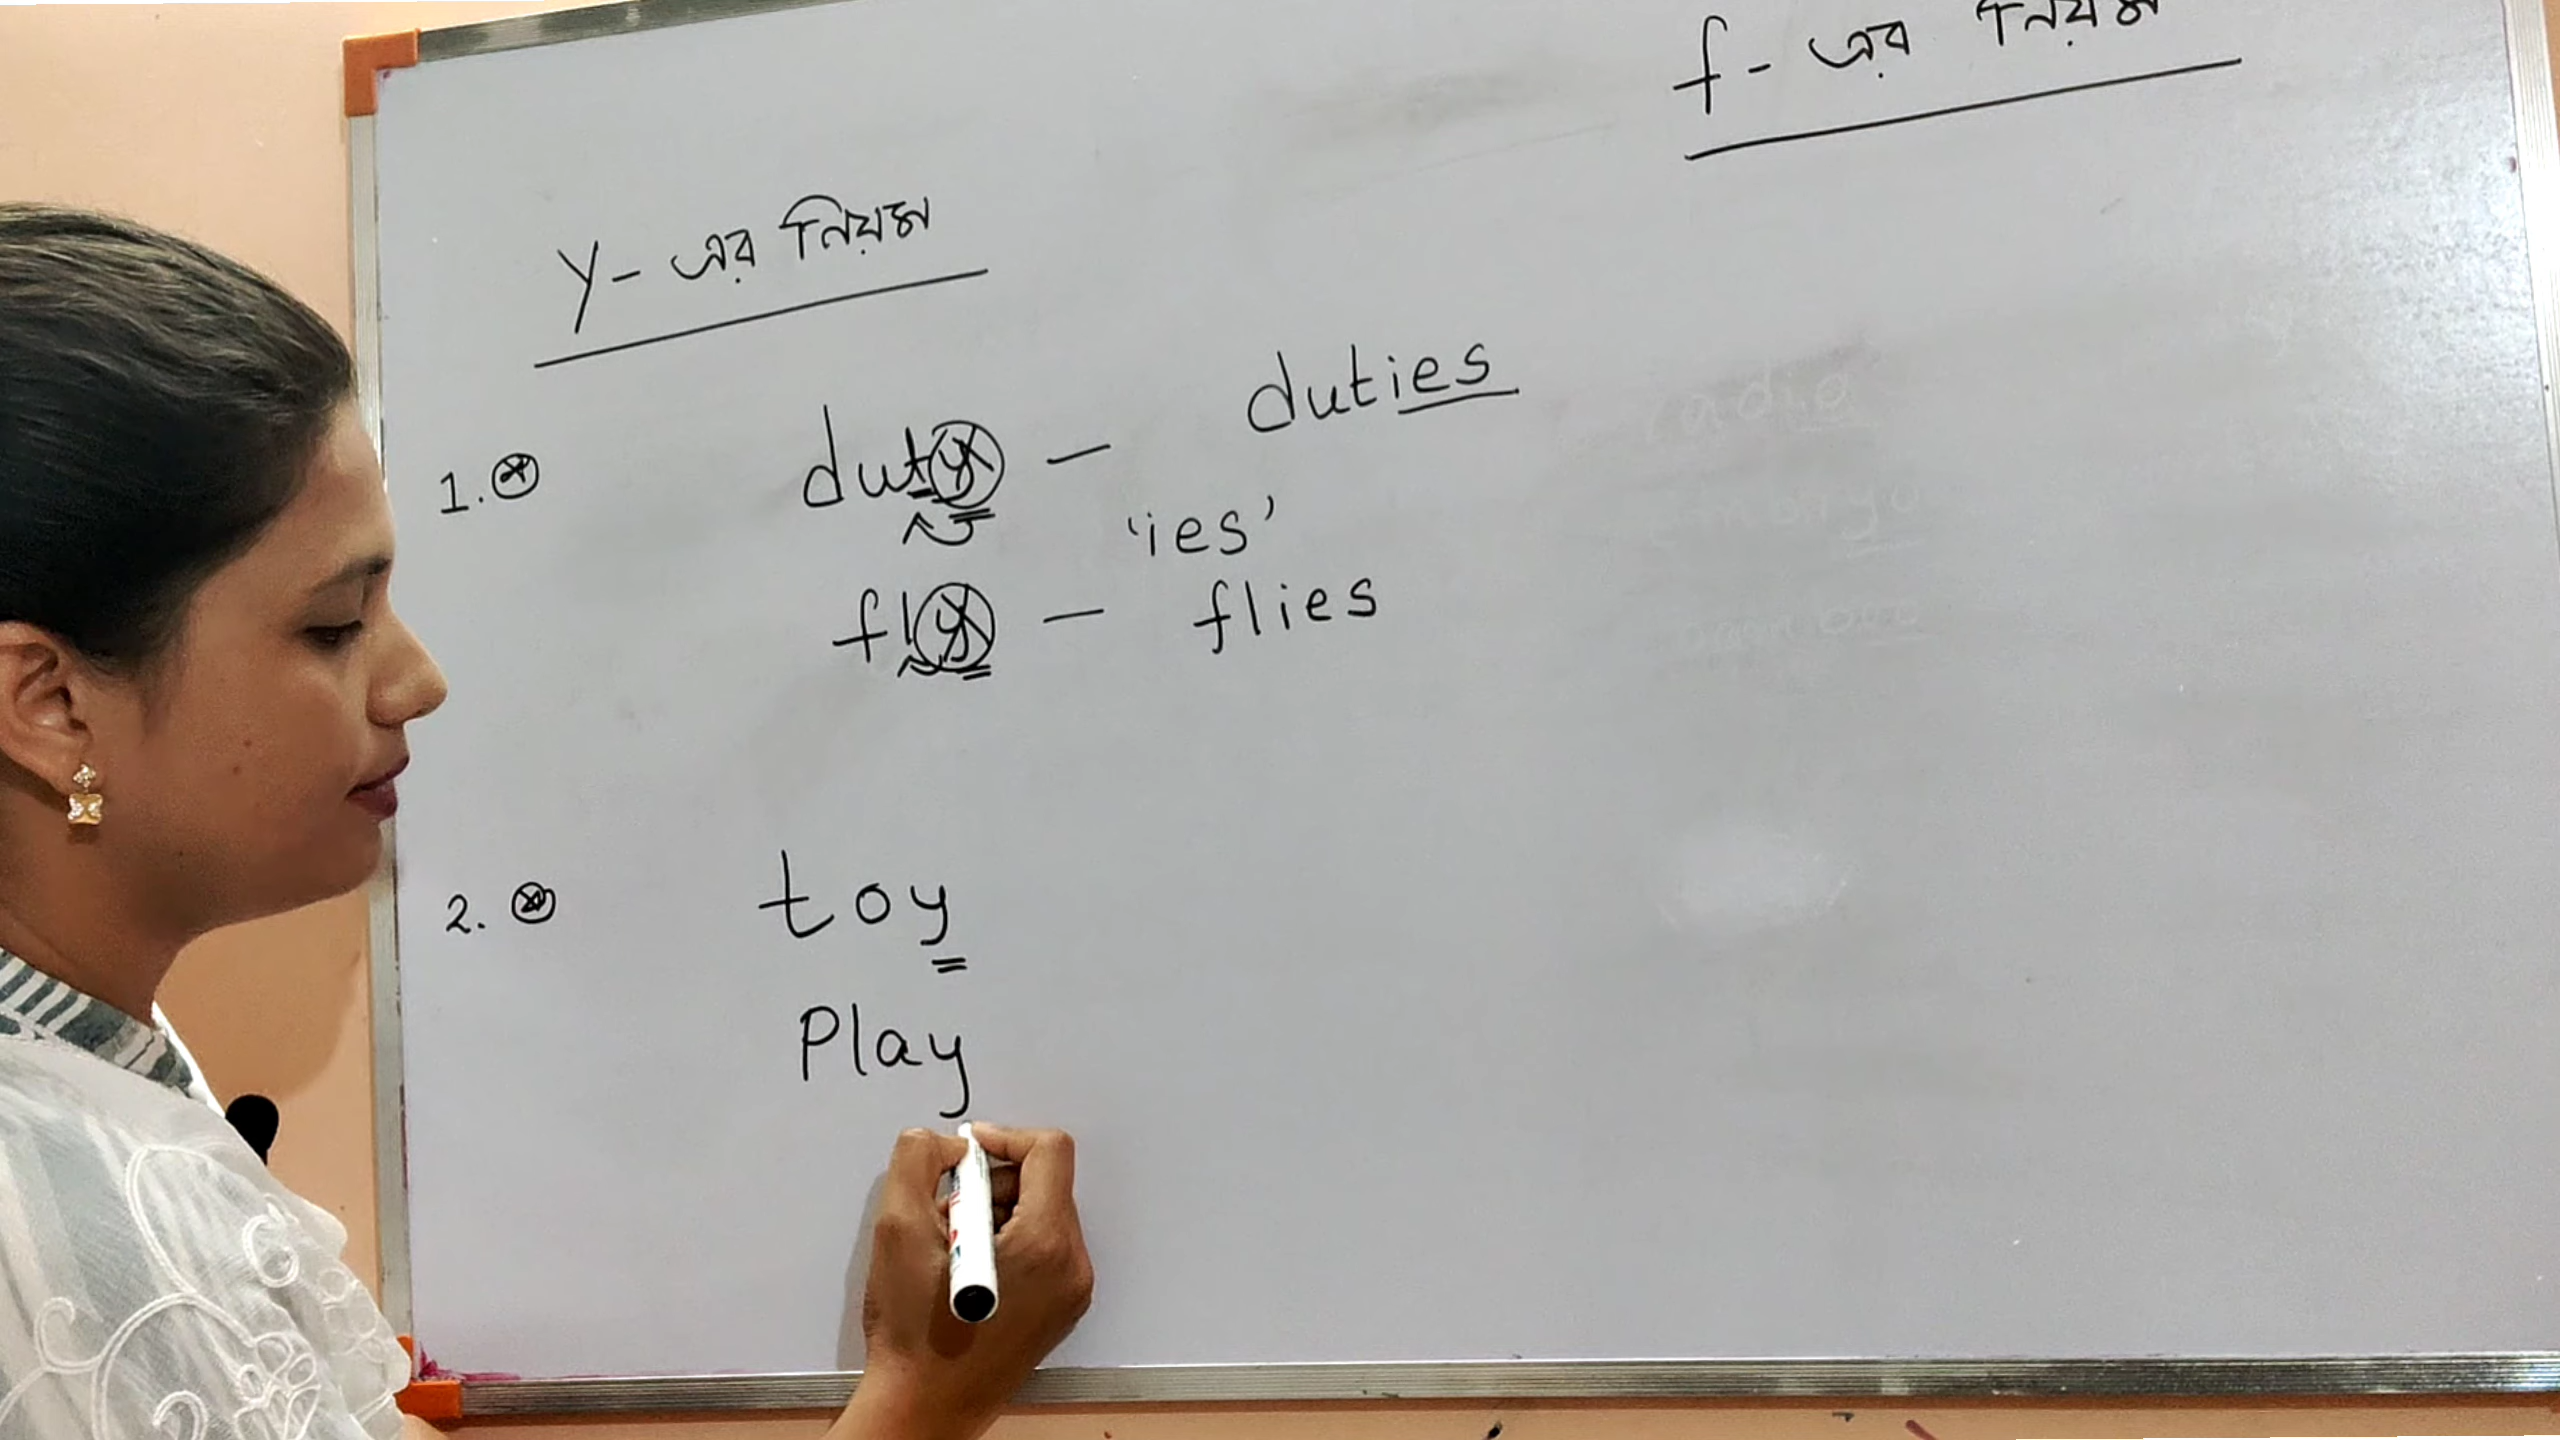 f- এর নিয়ম
y- এর নিয়ম
1. duty - duties
'ies'
fly - flies
2. toy
Play